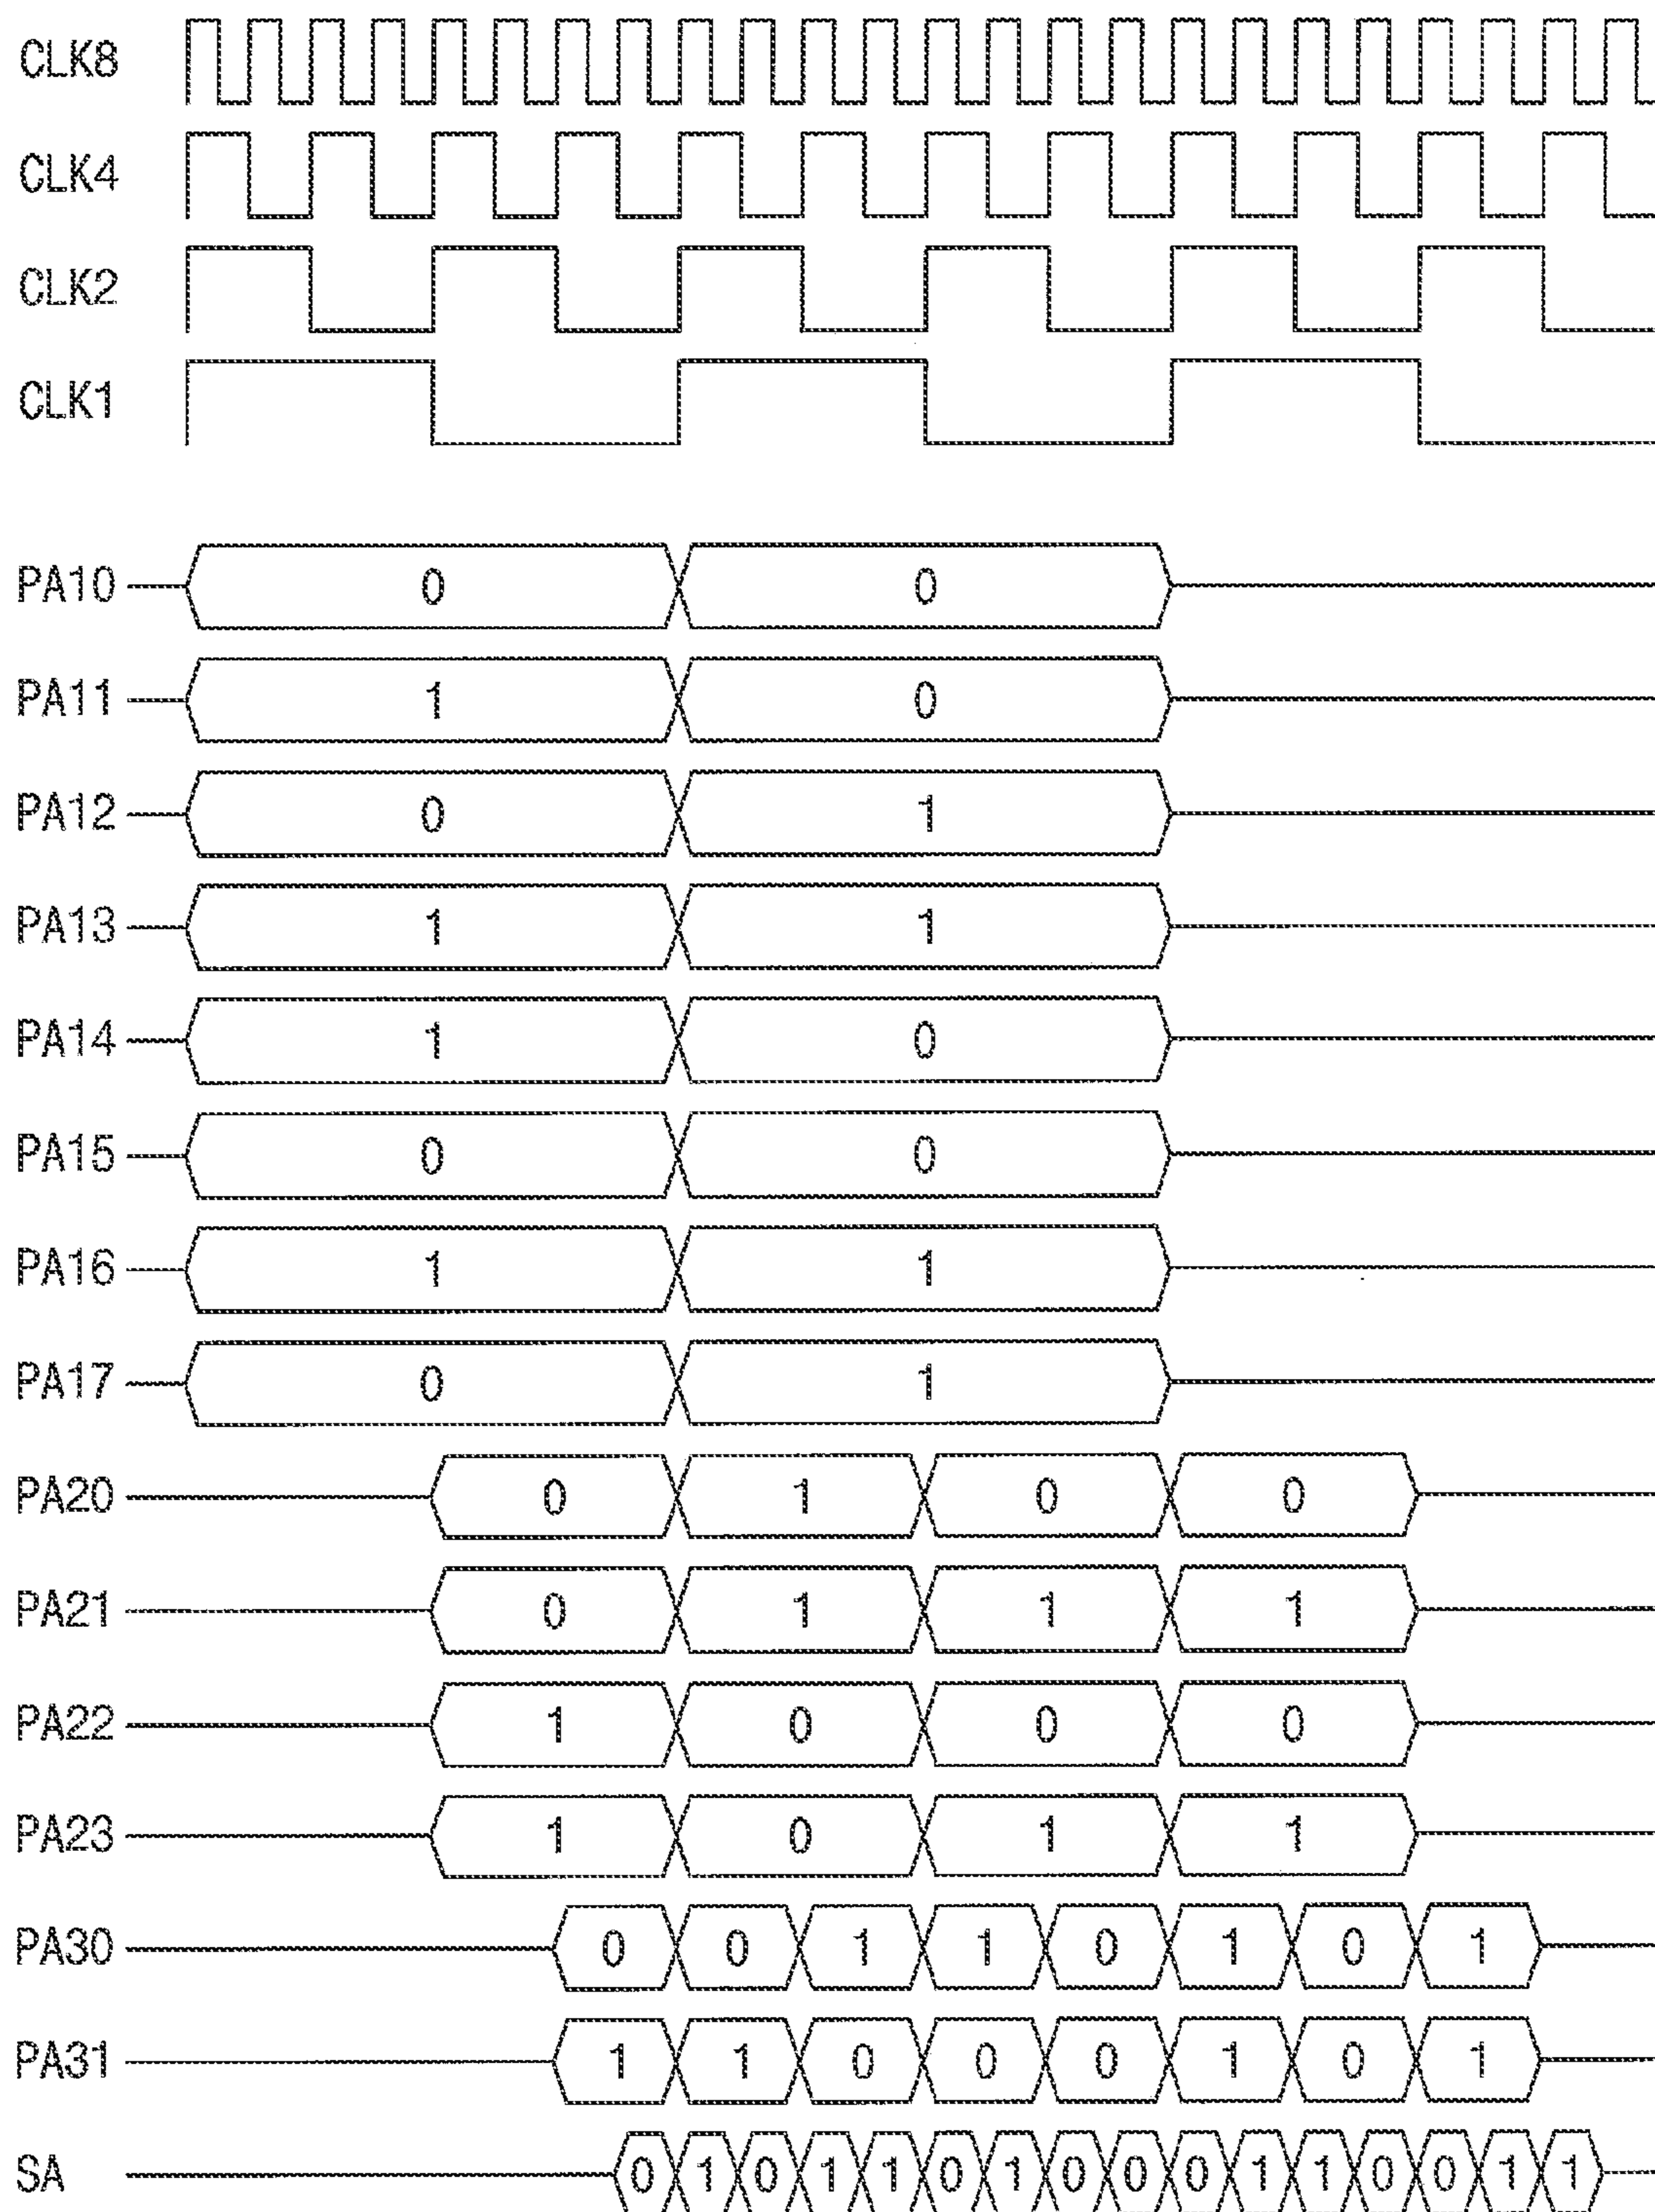 CLK8
CLK4
CLK2
CLK1
PA10 0 0
PA11 1 0
PA12 0 1
PA13 1 1
PA14 1 0
PA15 0 0
PA16 1 1
PA17 0 1
PA20 0 1 0 0
PA21 0 1 1 1
PA22 1 0 0 0
PA23 1 0 1 1
PA30 0 0 1 1 0 1 0 1
PA31 1 1 0 0 0 1 0 1
SA 0 1 0 1 1 0 1 0 0 0 1 1 0 0 1 1